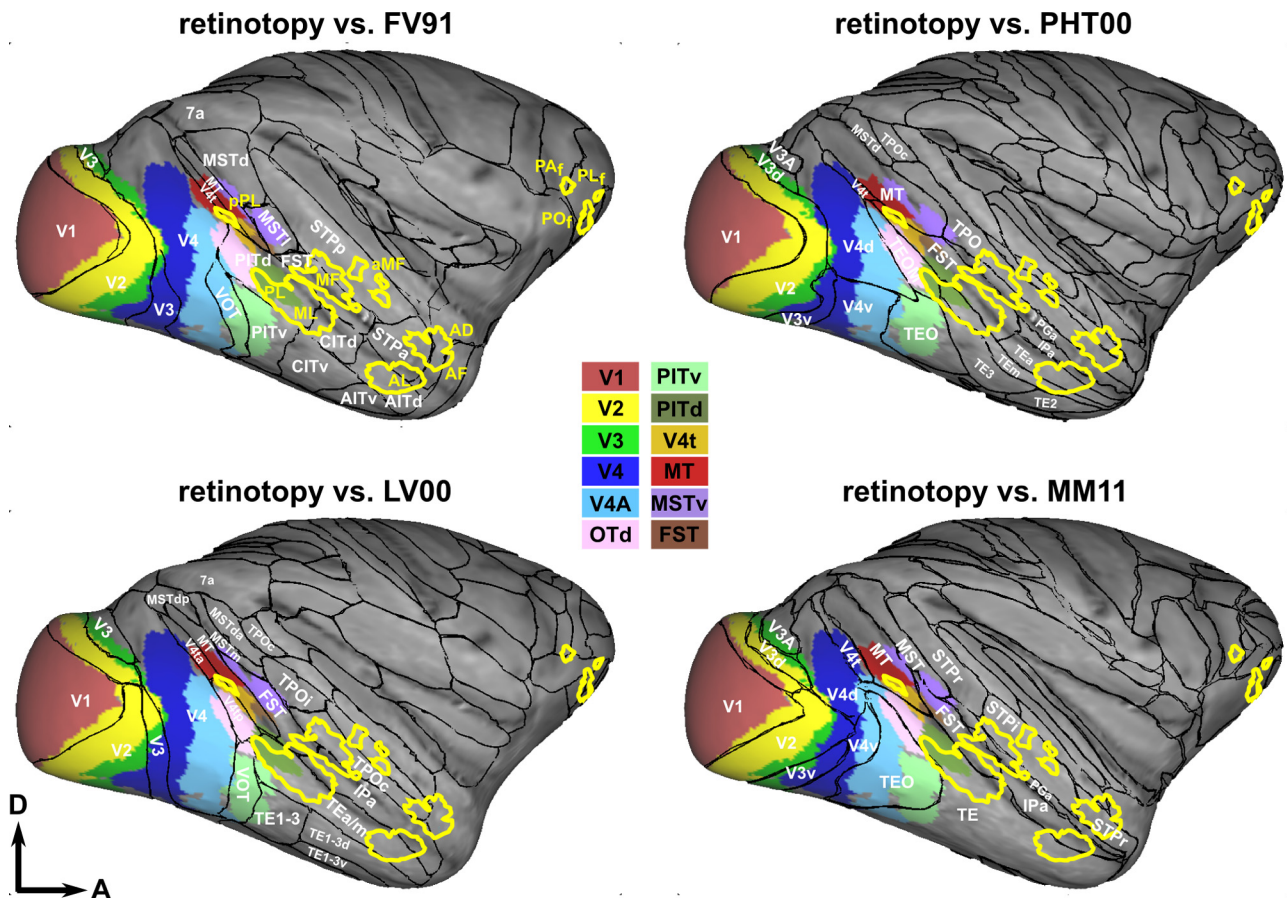 retinotopy vs. FV91
7a
V3
MSTd
MT
V4t
pPL
MSTl
V1
V4
STPp
PAf
PLf
POf
PITd
FST
aMF
MF
V2
V3
VOT
PL
ML
PITv
CITd
STPa
AD
CITv
AL
AF
AITv
AITd
retinotopy vs. PHT00
V3A
V3d
MSTd
TPOc
V4t
MT
V1
V4d
TPO
FST
TEOM
V2
V3v
V4v
TEO
PGa
IPa
TEa
TEm
TE3
TE2
V1
PITv
V2
PITd
V3
V4t
V4
MT
V4A
MSTv
OTd
FST
retinotopy vs. LV00
7a
MSTdp
V3
MSTda
TPOc
MSTm
MT
V4ta
V1
V4
FST
TPOi
V4tp
V2
V3
VOT
TPOc
IPa
TEa/m
TE1-3
TE1-3d
TE1-3v
D
A
retinotopy vs. MM11
V3A
V3d
V4t
MT
MST
STPr
V1
V4d
FST
STPi
V2
V4v
V3v
TEO
TE
PGa
IPa
STPr